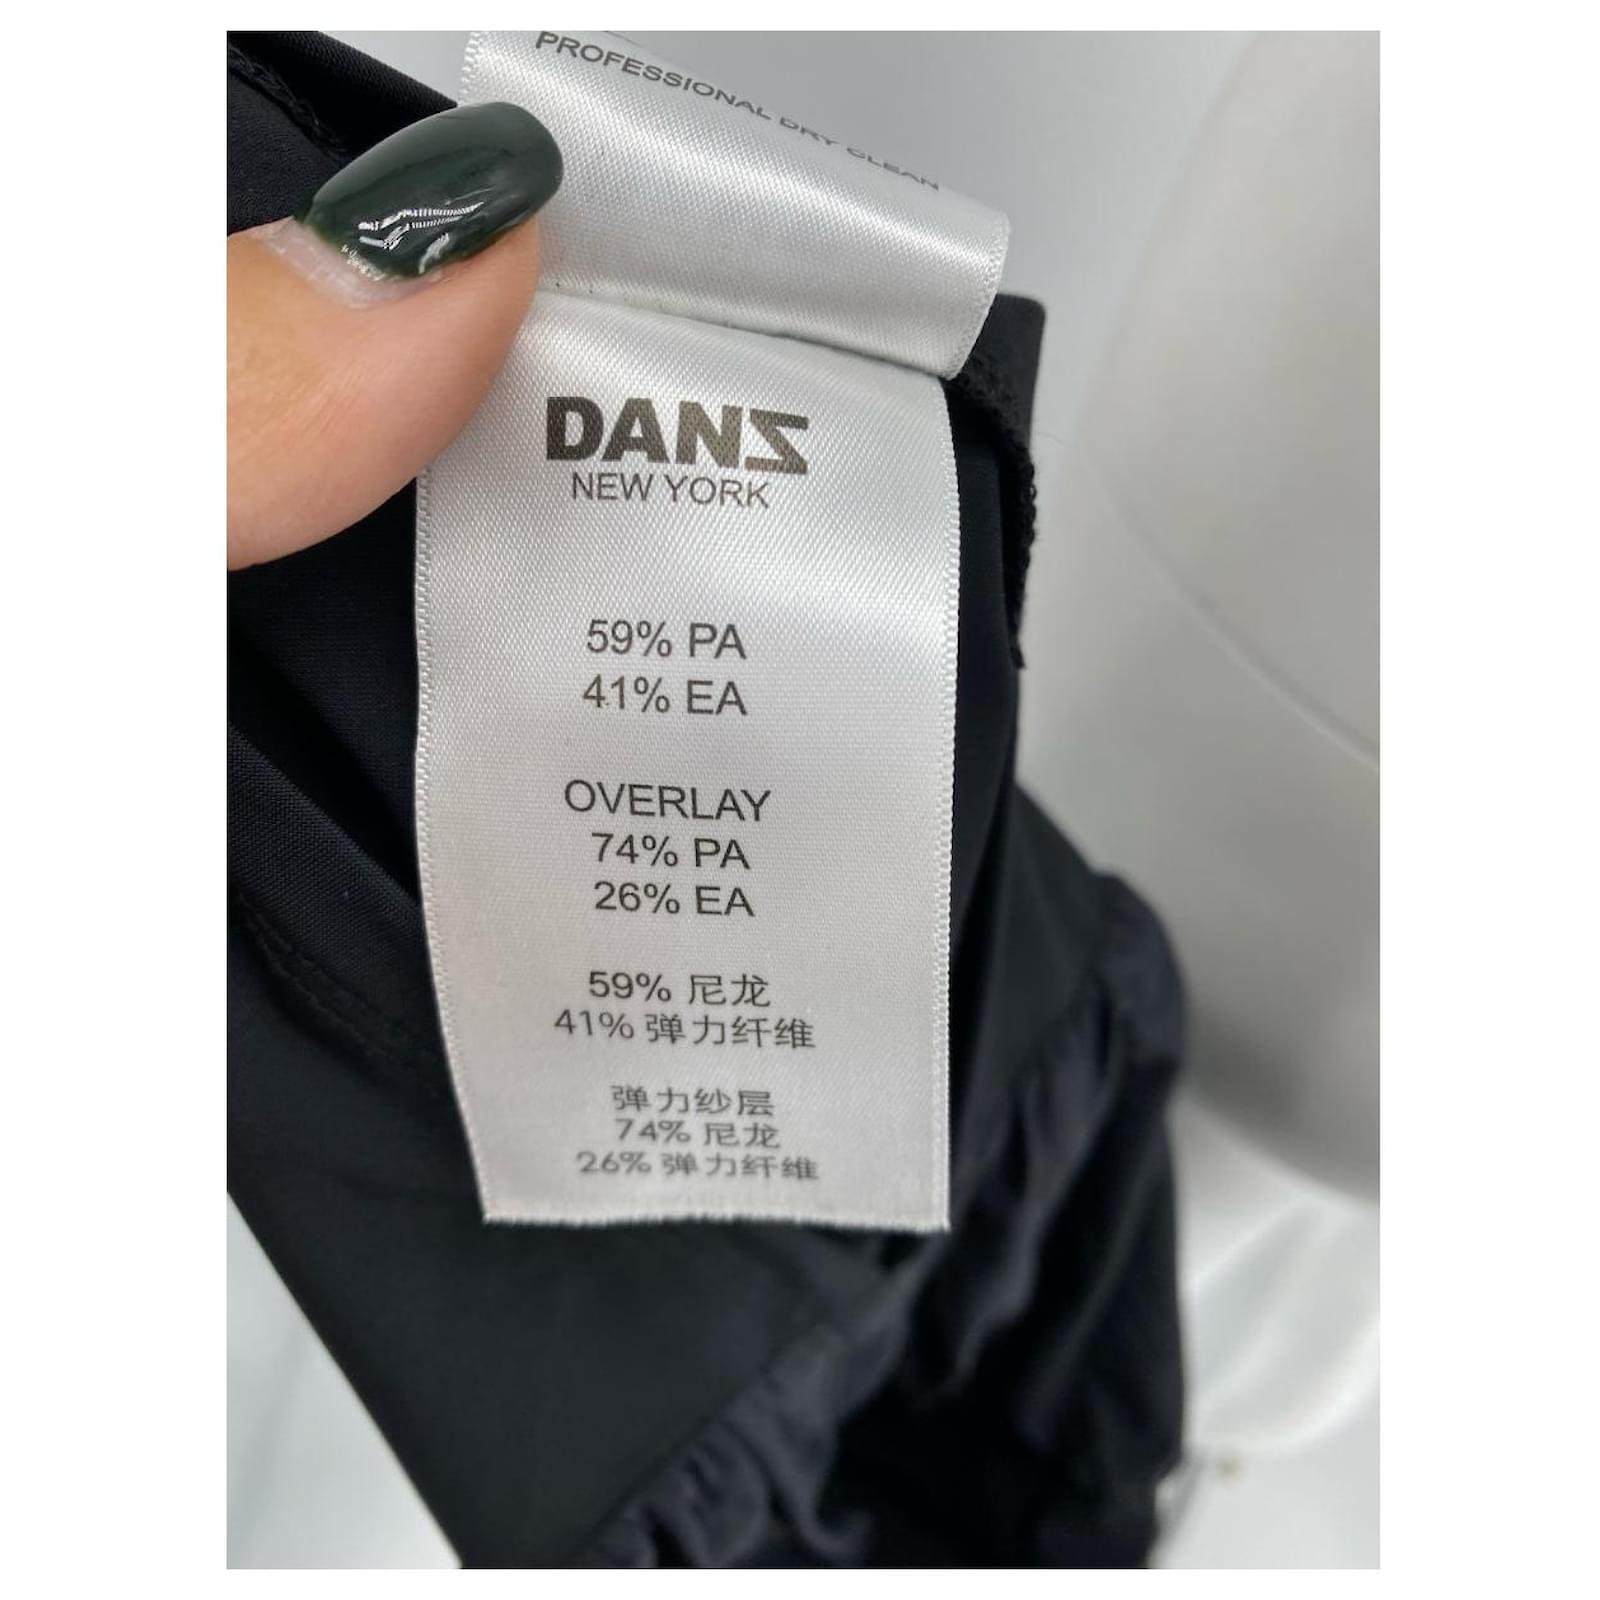 PROFESSIONAL DRY CLEAN
DANZ
NEW YORK
59% PA
41% EA
OVERLAY
74% PA
26% EA
59% 尼龙
41% 弹力纤维
弹力纱层
74% 尼龙
26% 弹力纤维